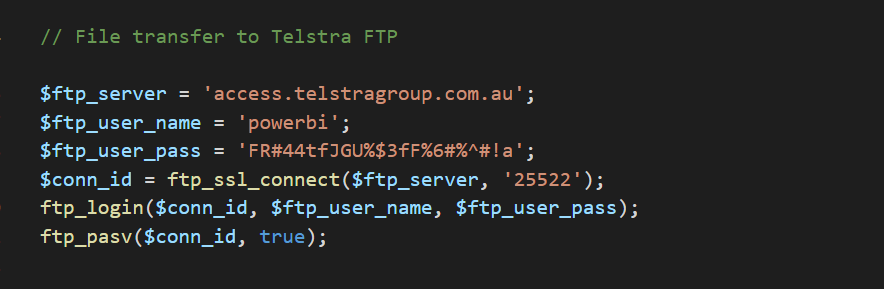 // File transfer to Telstra FTP
$ftp_server = 'access.telstragroup.com.au';
$ftp_user_name = 'powerbi';
$ftp_user_pass = 'FR#44tfJGU%$3fF%6#%^#!a';
$conn_id = ftp_ssl_connect($ftp_server, '25522');
ftp_login($conn_id, $ftp_user_name, $ftp_user_pass);
ftp_pasv($conn_id, true);